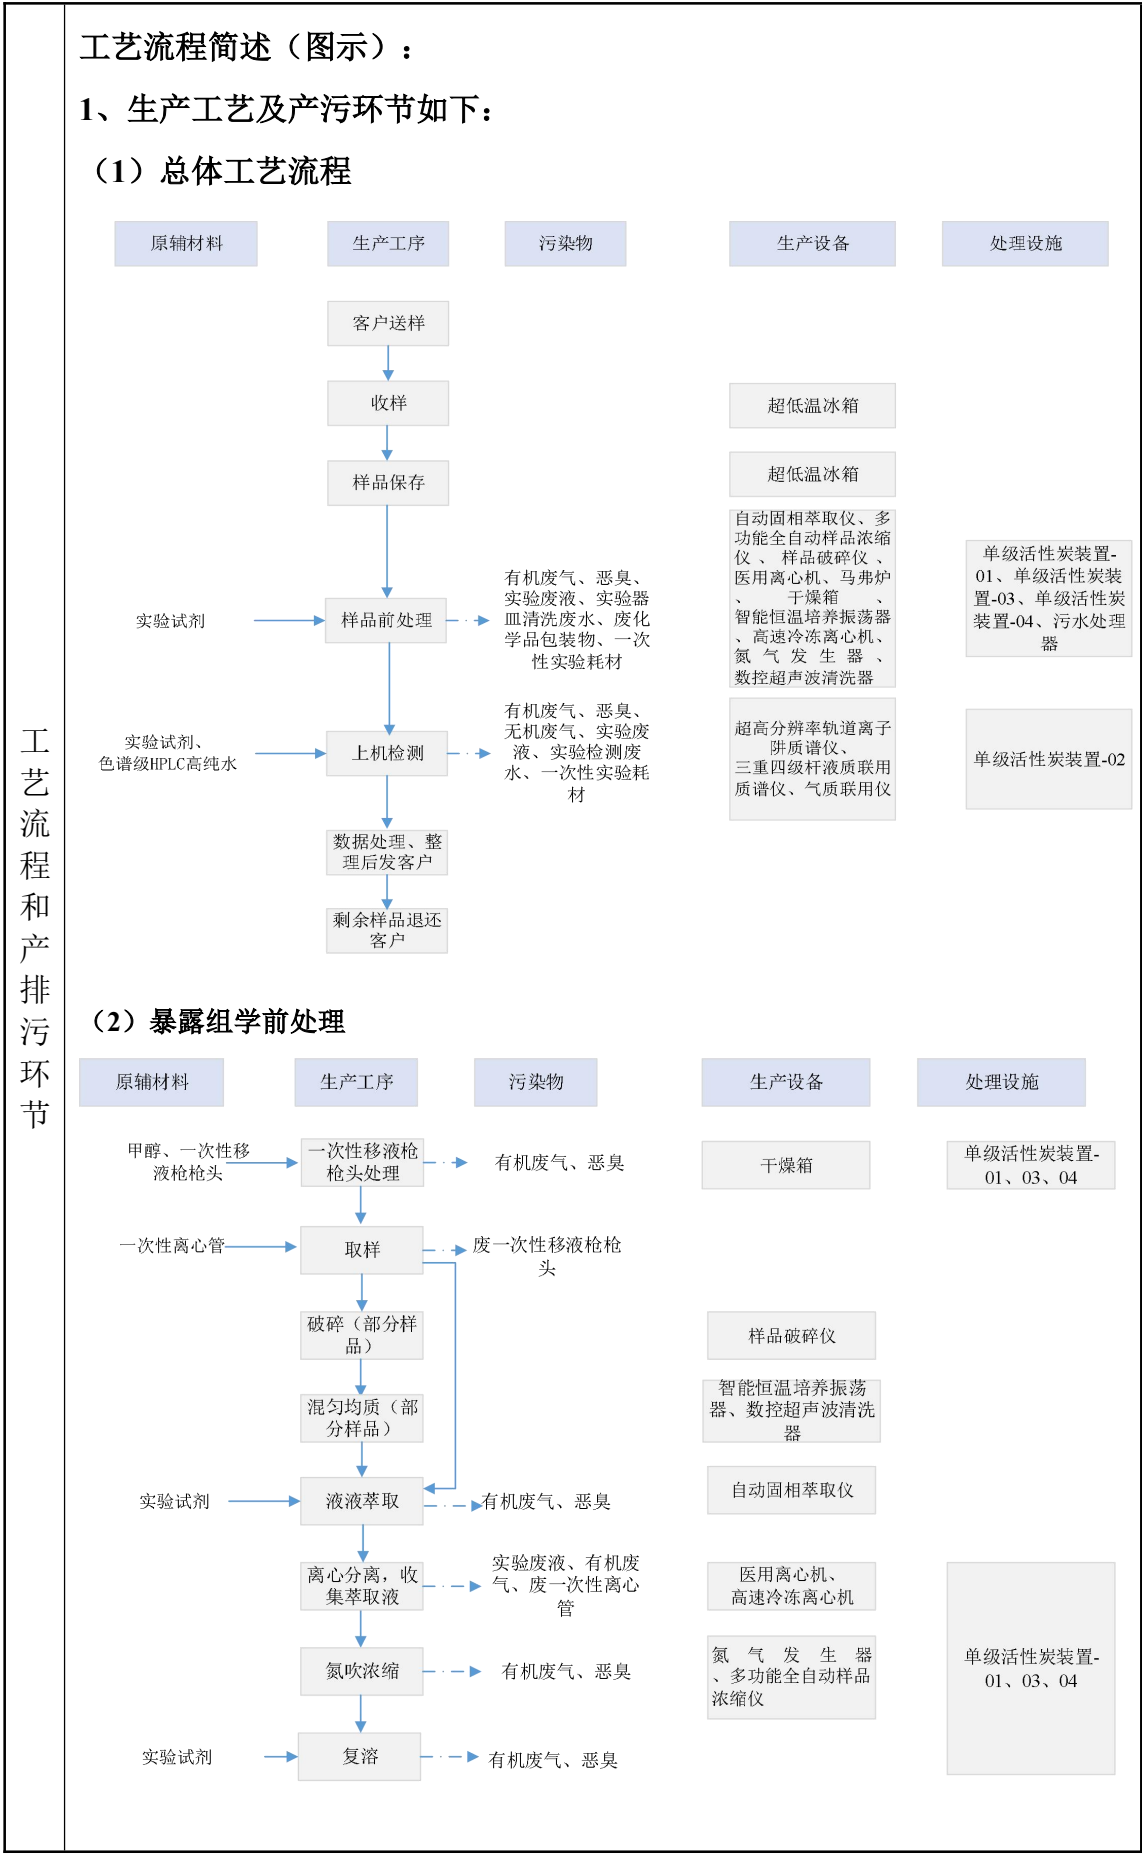 工艺流程和产排污环节
工艺流程简述（图示）：
1、生产工艺及产污环节如下：
（1）总体工艺流程
原辅材料
生产工序
污染物
生产设备
处理设施
客户送样
收样
超低温冰箱
样品保存
超低温冰箱
实验试剂
样品前处理
有机废气、恶臭、
实验废液、实验器
皿清洗废水、废化
学品包装物、一次
性实验耗材
自动固相萃取仪、多
功能全自动样品浓缩
仪、样品破碎仪、
医用离心机、马弗炉
、干燥箱、
智能恒温培养振荡器
、高速冷冻离心机、
氮气发生器、
数控超声波清洗器
单级活性炭装置-
01、单级活性炭装
置-03、单级活性炭
装置-04、污水处理
器
实验试剂、
色谱级HPLC高纯水
上机检测
有机废气、恶臭、
无机废气、实验废
液、实验检测废
水、一次性实验耗
材
超高分辨率轨道离子
阱质谱仪、
三重四级杆液质联用
质谱仪、气质联用仪
单级活性炭装置-02
数据处理、整
理后发客户
剩余样品退还
客户
（2）暴露组学前处理
原辅材料
生产工序
污染物
生产设备
处理设施
甲醇、一次性移
液枪枪头
一次性移液枪
枪头处理
有机废气、恶臭
干燥箱
单级活性炭装置-
01、03、04
一次性离心管
取样
废一次性移液枪枪
头
破碎（部分样
品）
样品破碎仪
混匀均质（部
分样品）
智能恒温培养振荡
器、数控超声波清洗
器
实验试剂
液液萃取
有机废气、恶臭
自动固相萃取仪
离心分离，收
集萃取液
实验废液、有机废
气、废一次性离心
管
医用离心机、
高速冷冻离心机
氮吹浓缩
有机废气、恶臭
氮气发生器
、多功能全自动样品
浓缩仪
单级活性炭装置-
01、03、04
实验试剂
复溶
有机废气、恶臭